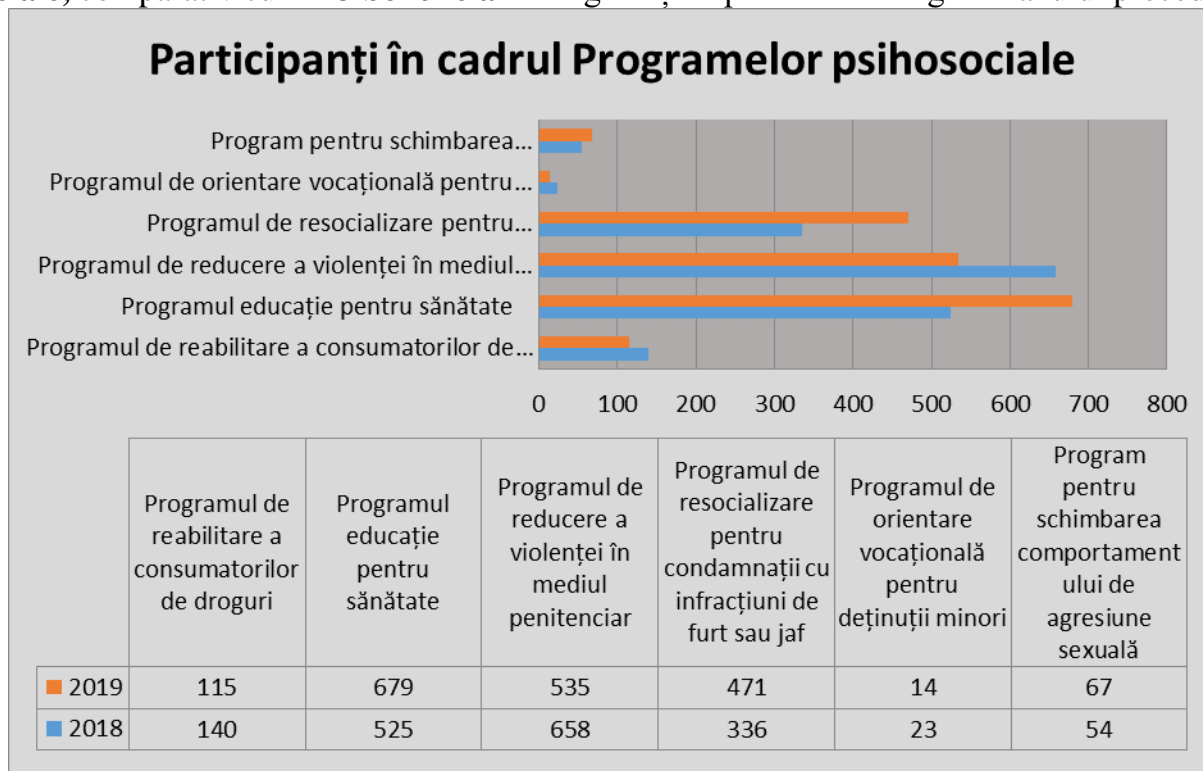 Participanți în cadrul Programelor psihosociale
Program pentru schimbarea...
Programul de orientare vocațională pentru...
Programul de resocializare pentru...
Programul de reducere a violenței în mediul...
Programul educație pentru sănătate
Programul de reabilitare a consumatorilor de...
0 100 200 300 400 500 600 700 800
Programul de
reabilitare a
consumatorilor
de droguri
Programul
educație
pentru
sănătate
Programul de
reducere a
violenței în
mediul
penitenciar
Programul de
resocializare
pentru
condamnații cu
infracțiuni de
furt sau jaf
Programul de
orientare
vocațională
pentru
deținuții minori
Program
pentru
schimbarea
comportament
ului de
agresiune
sexuală
2019 115 679 535 471 14 67
2018 140 525 658 336 23 54